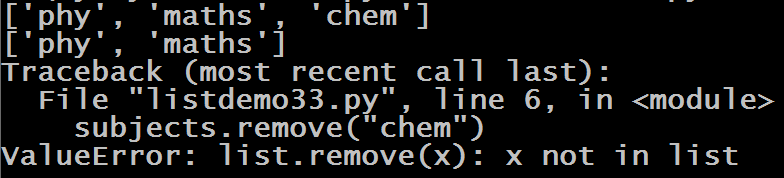 ['phy', 'maths', 'chem']
['phy', 'maths']
Traceback (most recent call last):
  File "listdemo33.py", line 6, in <module>
    subjects.remove("chem")
ValueError: list.remove(x): x not in list